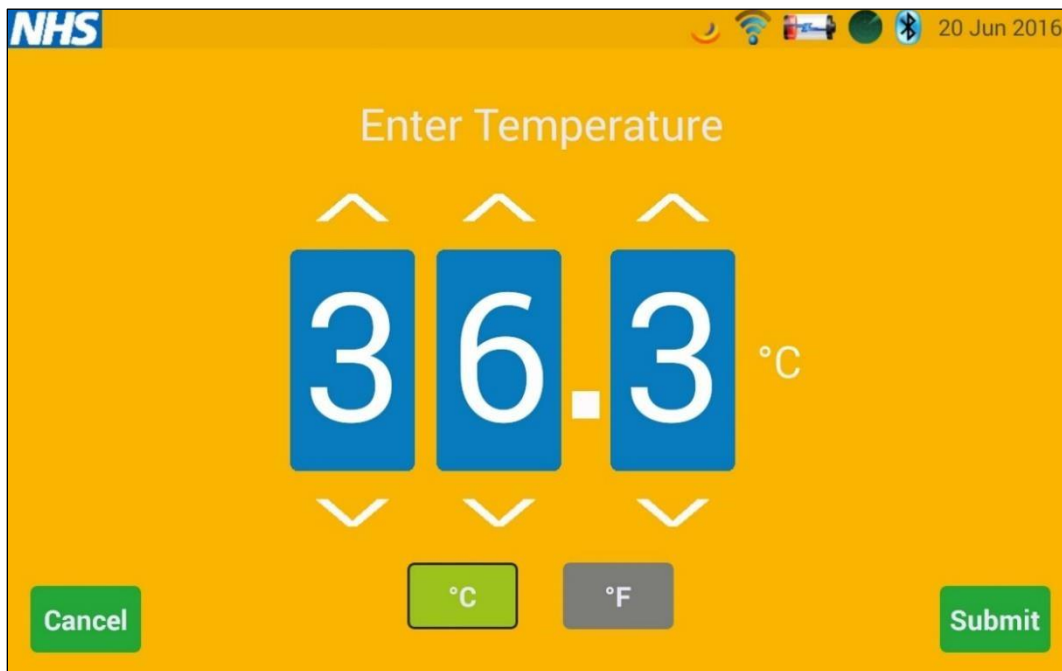 NHS
20 Jun 2016
Enter Temperature
36.3 °C
°C
°F
Cancel
Submit